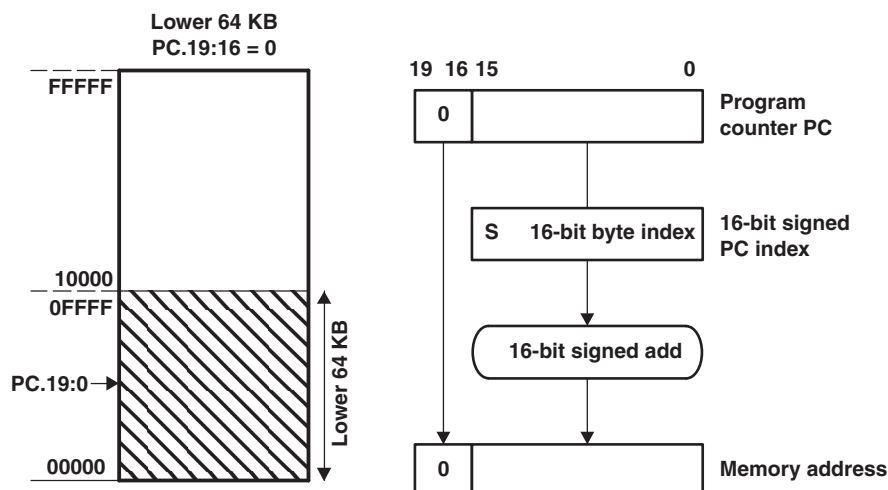 Lower 64 KB
PC.19:16 = 0
FFFFF
10000
0FFFF
PC.19:0
00000
Lower 64 KB
19 16 15 0
0
Program
counter PC
S 16-bit byte index
16-bit signed
PC index
16-bit signed add
0
Memory address